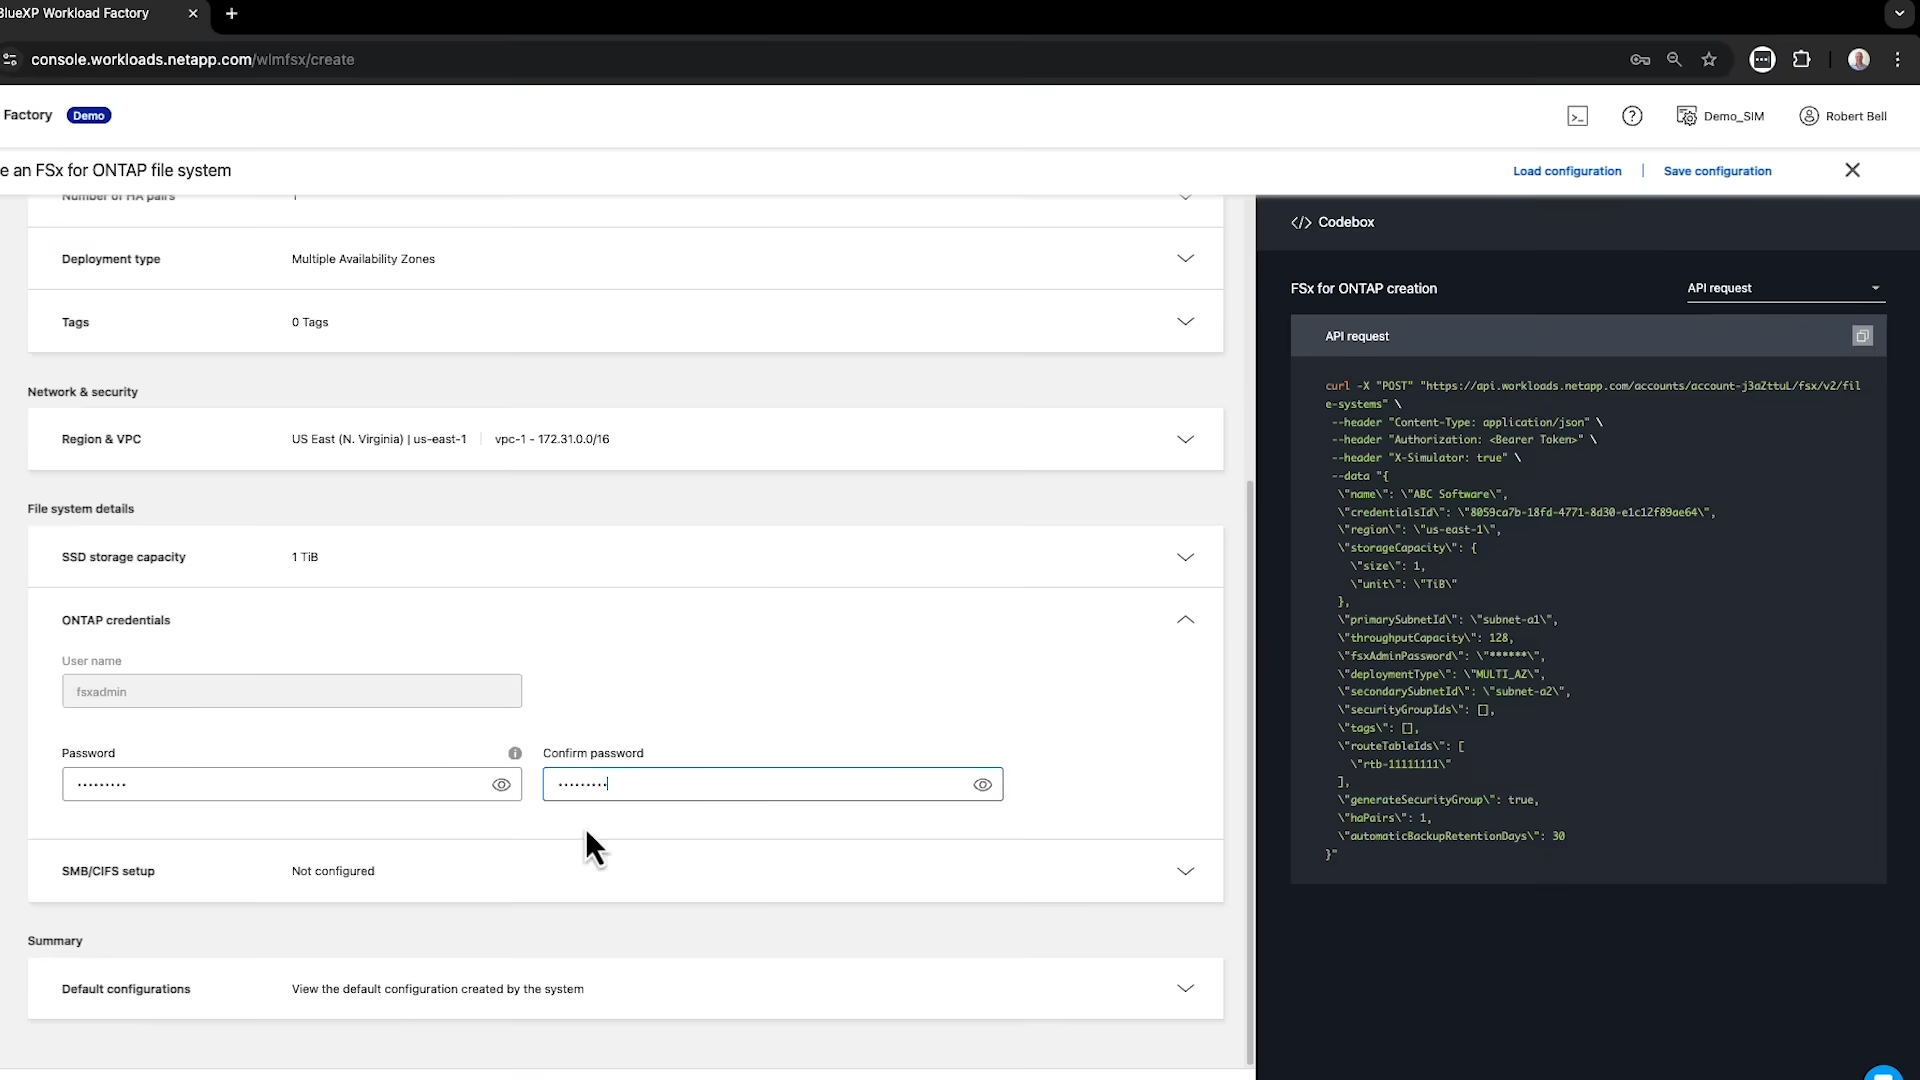 BlueXP Workload Factory
console.workloads.netapp.com/wlmfsx/create
Factory Demo
Demo_SIM
Robert Bell
e an FSx for ONTAP file system
Load configuration | Save configuration
Number of HA pairs 1
Deployment type Multiple Availability Zones
Tags 0 Tags
Network & security
Region & VPC US East (N. Virginia) | us-east-1 | vpc-1 - 172.31.0.0/16
File system details
SSD storage capacity 1 TiB
ONTAP credentials
User name
fsxadmin
Password
Confirm password
SMB/CIFS setup Not configured
Summary
Default configurations View the default configuration created by the system
</> Codebox
FSx for ONTAP creation API request
API request
curl -X "POST" "https://api.workloads.netapp.com/accounts/account-j3aZttuL/fsx/v2/fil
e-systems" \
--header "Content-Type: application/json" \
--header "Authorization: <Bearer Token>" \
--header "X-Simulator: true" \
--data "{
\"name\": \"ABC Software\",
\"credentialsId\": \"8059ca7b-18fd-4771-8d30-e1c12f89ae64\",
\"region\": \"us-east-1\",
\"storageCapacity\": {
\"size\": 1,
\"unit\": \"TiB\"
},
\"primarySubnetId\": \"subnet-a1\",
\"throughputCapacity\": 128,
\"fsxAdminPassword\": \"******\",
\"deploymentType\": \"MULTI_AZ\",
\"secondarySubnetId\": \"subnet-a2\",
\"securityGroupIds\": [],
\"tags\": [],
\"routeTableIds\": [
\"rtb-11111111\"
],
\"generateSecurityGroup\": true,
\"haPairs\": 1,
\"automaticBackupRetentionDays\": 30
}"